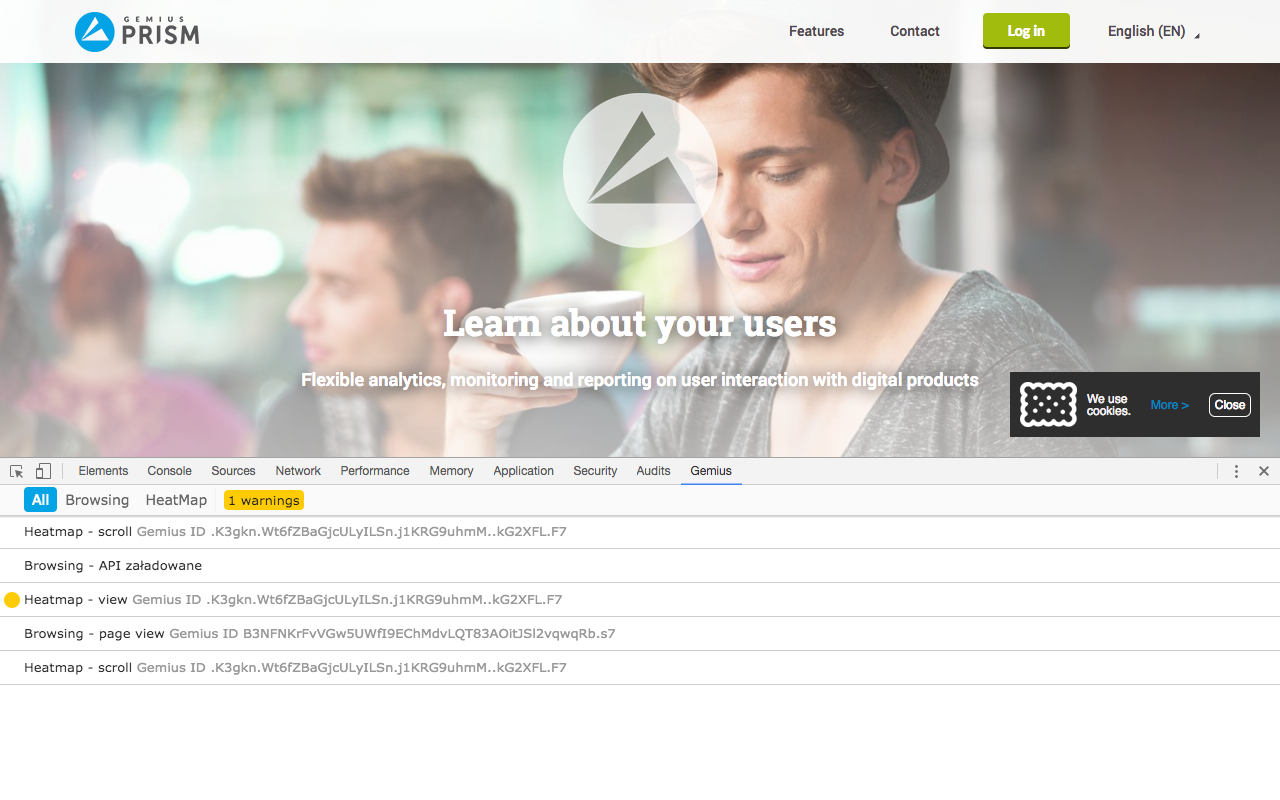 GEMIUS
PRISM
Features
Contact
Log in
English (EN)
Learn about your users
Flexible analytics, monitoring and reporting on user interaction with digital products
We use
cookies.
More >
Close
Elements
Console
Sources
Network
Performance
Memory
Application
Security
Audits
Gemius
All
Browsing
HeatMap
1 warnings
Heatmap - scroll Gemius ID .K3gkn.Wt6fZBaGjcULyILSn.j1KRG9uhmM..kG2XFL.F7
Browsing - API załadowane
Heatmap - view Gemius ID .K3gkn.Wt6fZBaGjcULyILSn.j1KRG9uhmM..kG2XFL.F7
Browsing - page view Gemius ID B3NFNKrFvVGw5UWfI9EChMdvLQT83AOitJSl2vqwqRb.s7
Heatmap - scroll Gemius ID .K3gkn.Wt6fZBaGjcULyILSn.j1KRG9uhmM..kG2XFL.F7